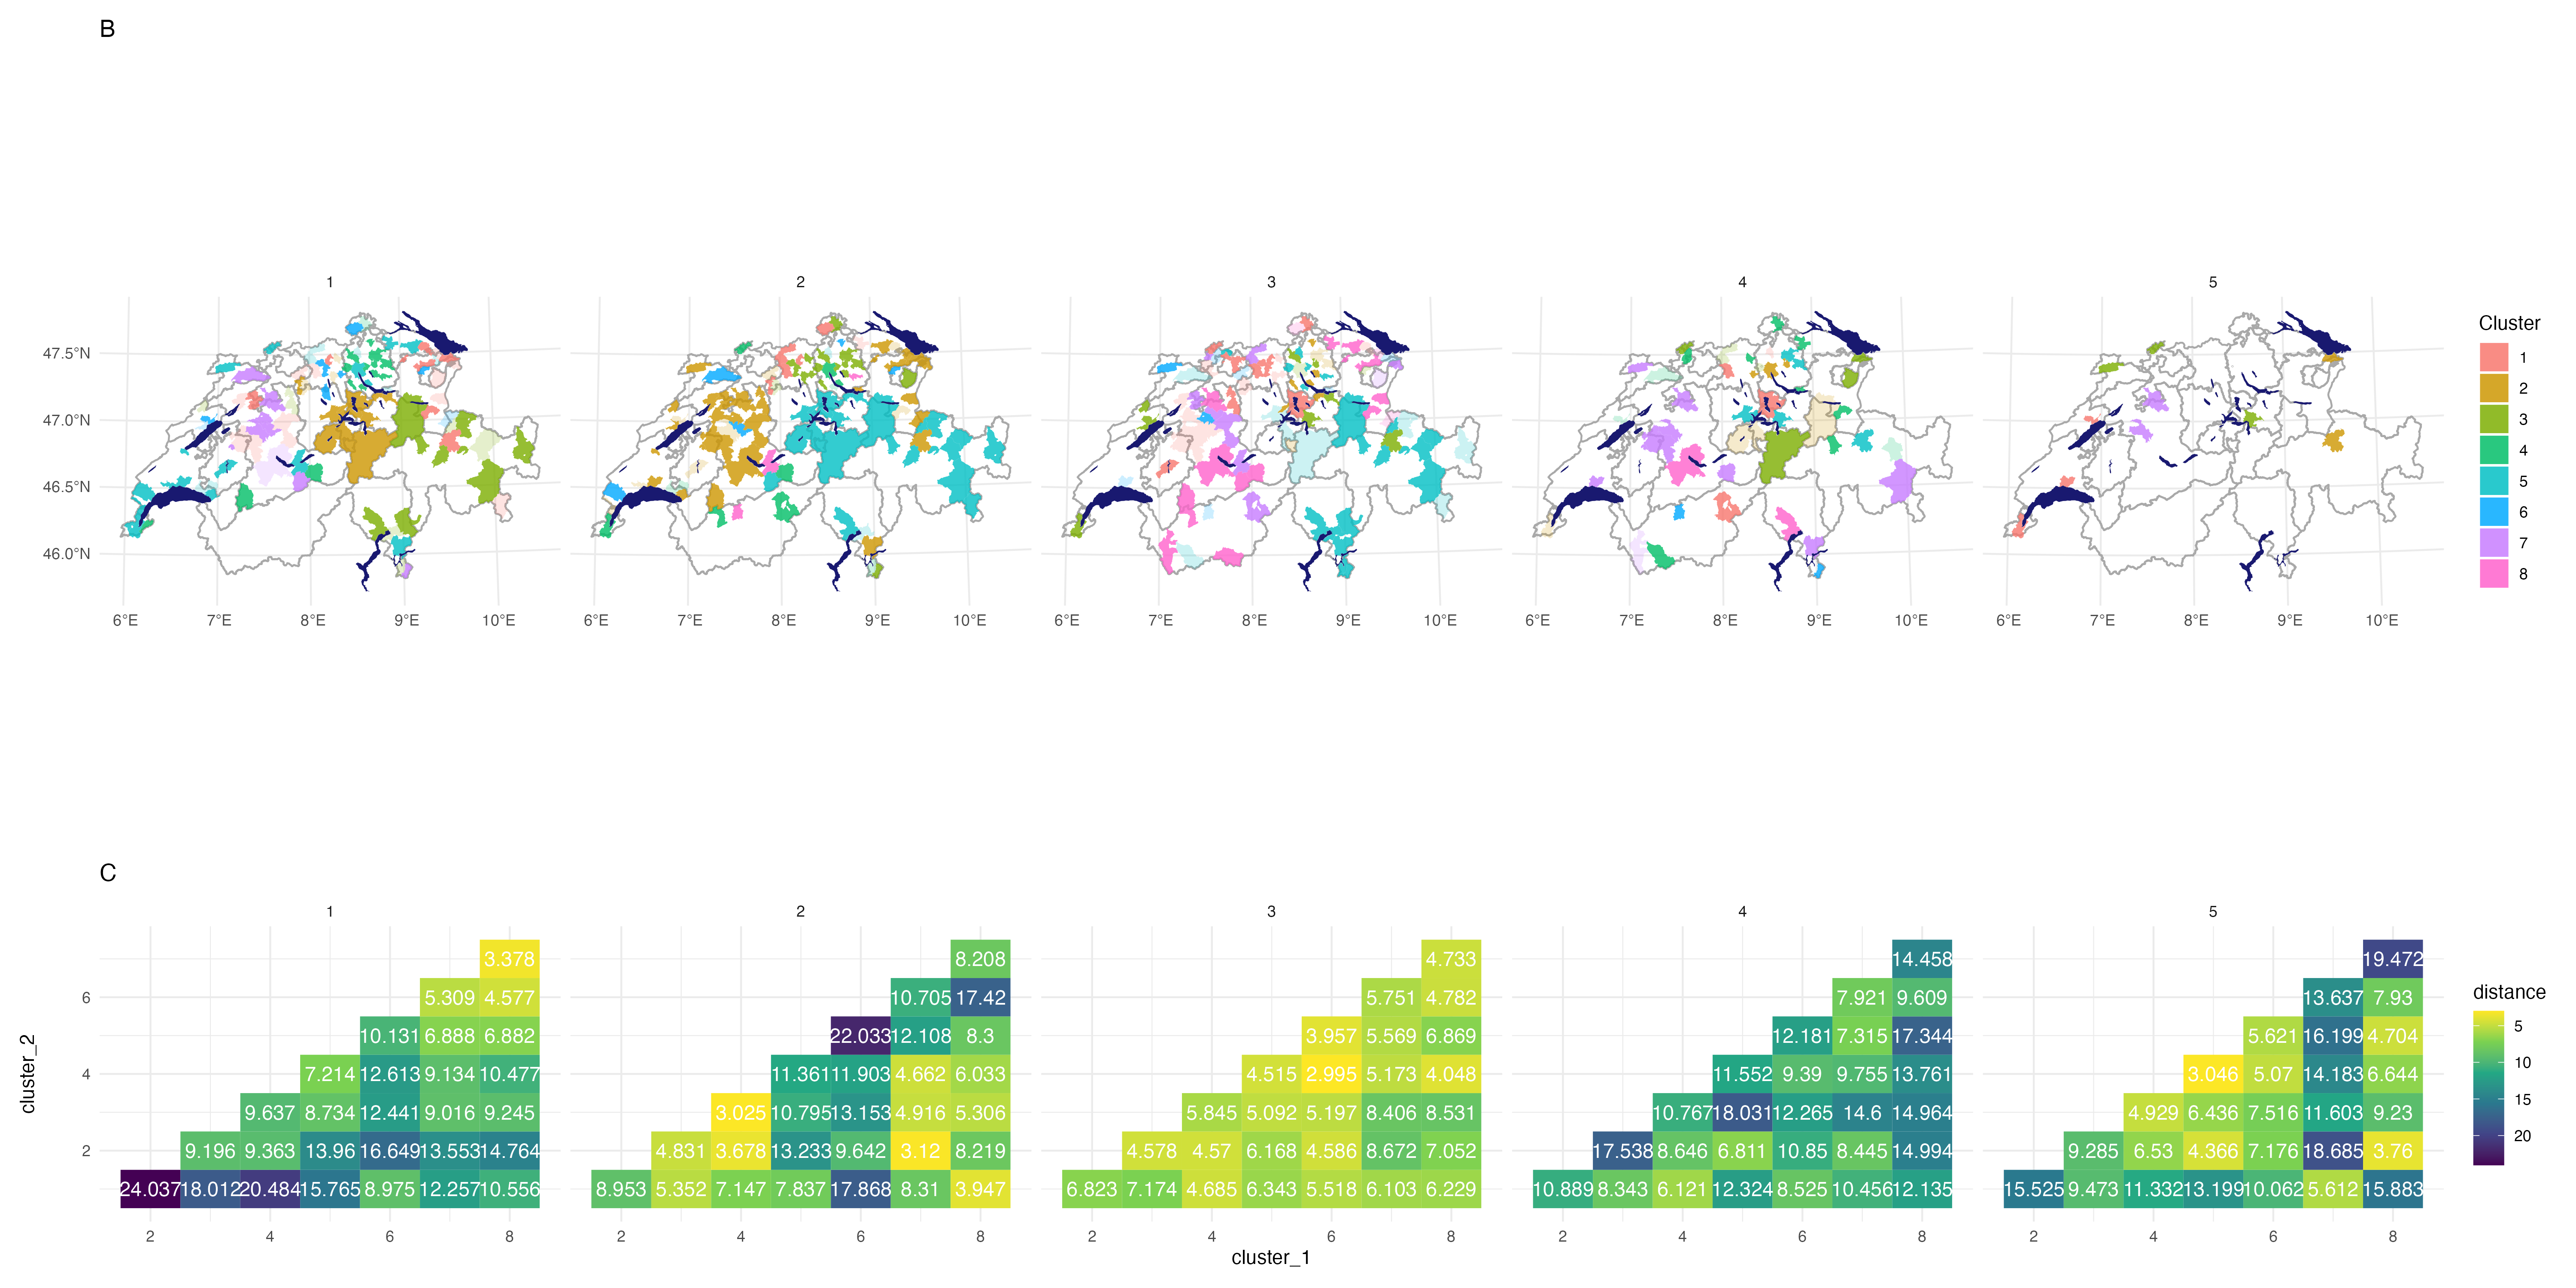 B
1 2 3 4 5
47.5°N
47.0°N
46.5°N
46.0°N
6°E 7°E 8°E 9°E 10°E 6°E 7°E 8°E 9°E 10°E 6°E 7°E 8°E 9°E 10°E 6°E 7°E 8°E 9°E 10°E 6°E 7°E 8°E 9°E 10°E
Cluster
1
2
3
4
5
6
7
8
C
1 2 3 4 5
3.378 8.208 4.733 14.458 19.472
6 5.309 4.577 10.705 17.42 5.751 4.782 7.921 9.609 13.637 7.93
10.131 6.888 6.882 22.033 12.108 8.3 3.957 5.569 6.869 12.181 7.315 17.344 5.621 16.199 4.704
4 7.214 12.613 9.134 10.477 11.361 11.903 4.662 6.033 4.515 2.995 5.173 4.048 11.552 9.39 9.755 13.761 3.046 5.07 14.183 6.644
9.637 8.734 12.441 9.016 9.245 3.025 10.795 13.153 4.916 5.306 5.845 5.092 5.197 8.406 8.531 10.767 18.031 12.265 14.6 14.964 4.929 6.436 7.516 11.603 9.23
2 9.196 9.363 13.96 16.649 13.553 14.764 4.831 3.678 13.233 9.642 3.12 8.219 4.578 4.57 6.168 4.586 8.672 7.052 17.538 8.646 6.811 10.85 8.445 14.994 9.285 6.53 4.366 7.176 18.685 3.76
24.037 18.012 20.484 15.765 8.975 12.257 10.556 8.953 5.352 7.147 7.837 17.868 8.31 3.947 6.823 7.174 4.685 6.343 5.518 6.103 6.229 10.889 8.343 6.121 12.324 8.525 10.456 12.135 15.525 9.473 11.332 13.199 10.062 5.612 15.883
2 4 6 8 2 4 6 8 2 4 6 8 2 4 6 8 2 4 6 8
cluster_2
cluster_1
distance
5
10
15
20